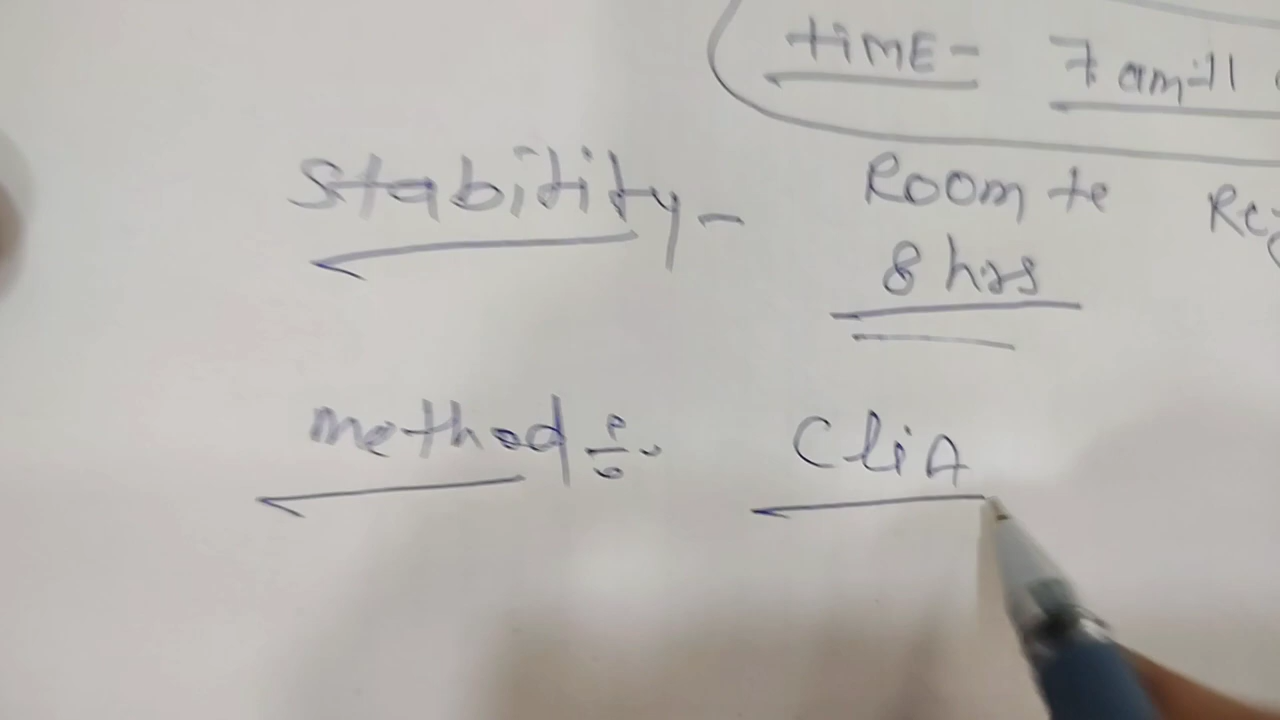 TIME - 7 am-11
Stability - Room te
8 hrs
method :- CliA